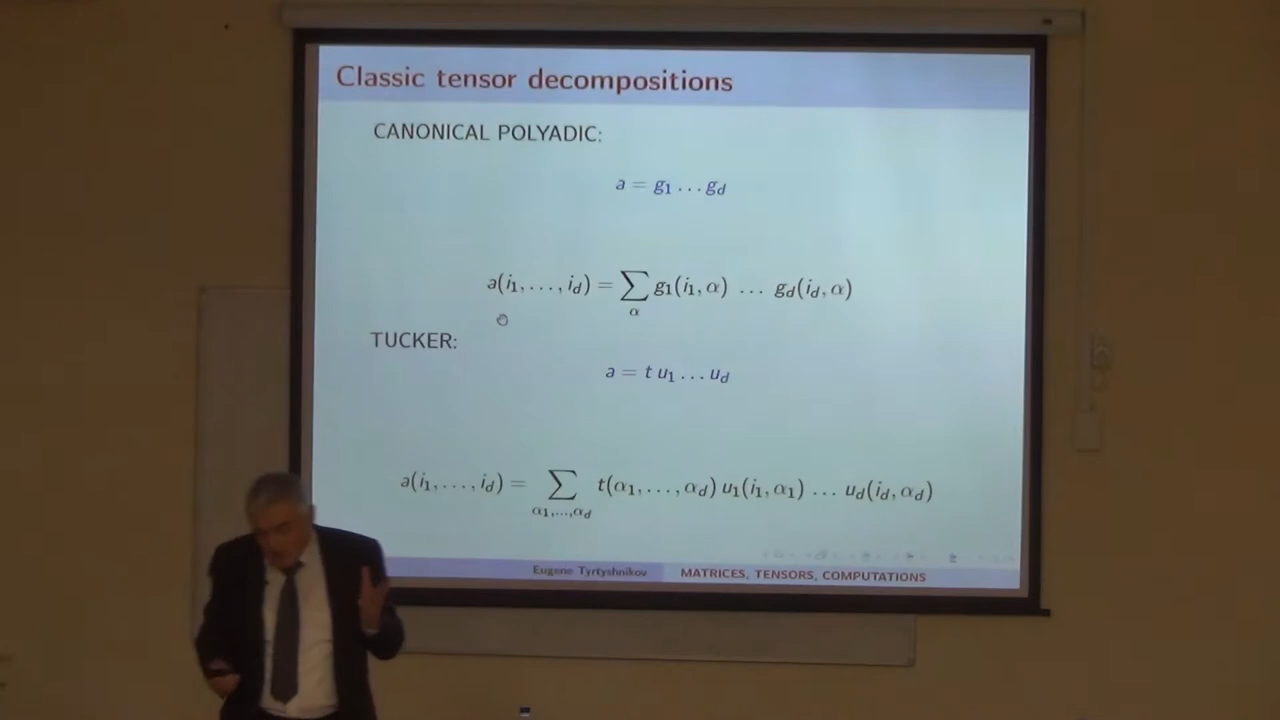 Classic tensor decompositions
CANONICAL POLYADIC:
a = g₁ … g_d
a(i₁, …, i_d) = ∑_α g₁(i₁, α) … g_d(i_d, α)
TUCKER:
a = t u₁ … u_d
a(i₁, …, i_d) = ∑_{α₁,…,α_d} t(α₁, …, α_d) u₁(i₁, α₁) … u_d(i_d, α_d)
Eugene Tyrtyshnikov MATRICES, TENSORS, COMPUTATIONS